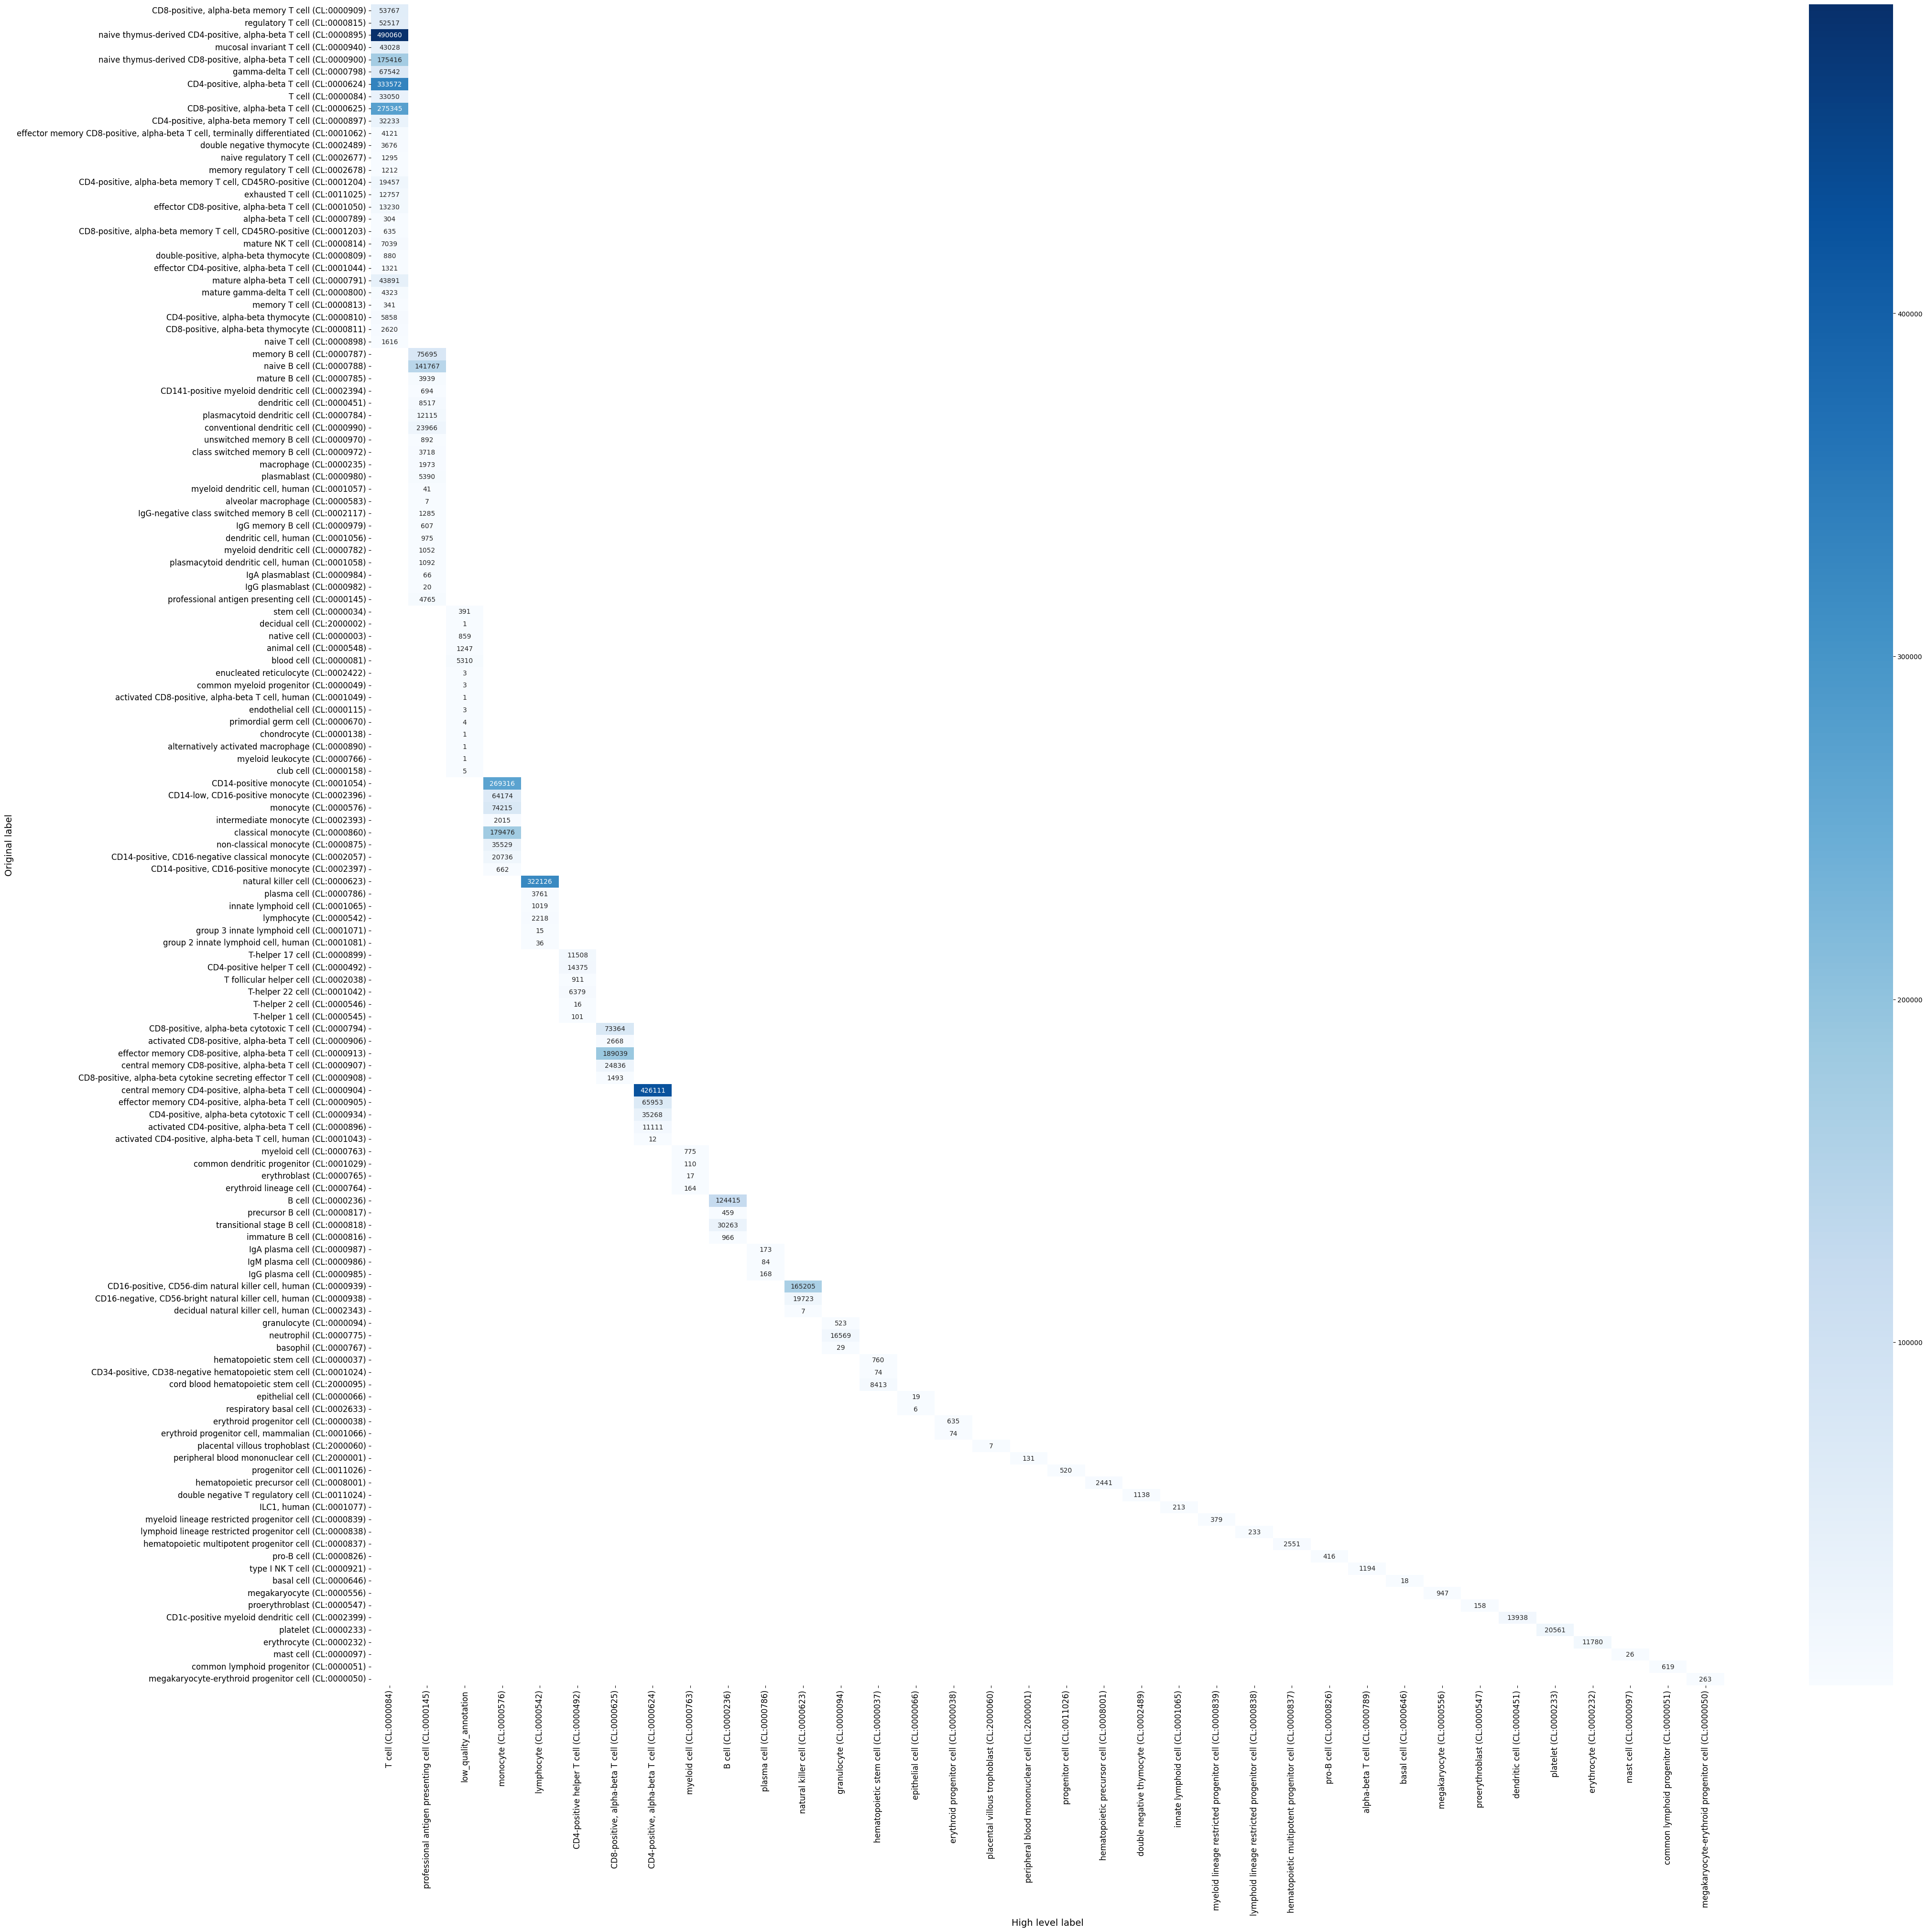 CD8-positive, alpha-beta memory T cell (CL:0000909) 53767
regulatory T cell (CL:0000815) 52517
naive thymus-derived CD4-positive, alpha-beta T cell (CL:0000895) 490060
mucosal invariant T cell (CL:0000940) 43028
naive thymus-derived CD8-positive, alpha-beta T cell (CL:0000900) 175416
gamma-delta T cell (CL:0000798) 67542
CD4-positive, alpha-beta T cell (CL:0000624) 333572
T cell (CL:0000084) 33050
CD8-positive, alpha-beta T cell (CL:0000625) 275345
CD4-positive, alpha-beta memory T cell (CL:0000897) 32233
effector memory CD8-positive, alpha-beta T cell, terminally differentiated (CL:0001062) 4121
double negative thymocyte (CL:0002489) 3676
naive regulatory T cell (CL:0002677) 1295
memory regulatory T cell (CL:0002678) 1212
CD4-positive, alpha-beta memory T cell, CD45RO-positive (CL:0001204) 19457
exhausted T cell (CL:0011025) 12757
effector CD8-positive, alpha-beta T cell (CL:0001050) 13230
alpha-beta T cell (CL:0000789) 304
CD8-positive, alpha-beta memory T cell, CD45RO-positive (CL:0001203) 635
mature NK T cell (CL:0000814) 7039
double-positive, alpha-beta thymocyte (CL:0000809) 880
effector CD4-positive, alpha-beta T cell (CL:0001044) 1321
mature alpha-beta T cell (CL:0000791) 43891
mature gamma-delta T cell (CL:0000800) 4323
memory T cell (CL:0000813) 341
CD4-positive, alpha-beta thymocyte (CL:0000810) 5858
CD8-positive, alpha-beta thymocyte (CL:0000811) 2620
naive T cell (CL:0000898) 1616
memory B cell (CL:0000787) 75695
naive B cell (CL:0000788) 141767
mature B cell (CL:0000785) 3939
CD141-positive myeloid dendritic cell (CL:0002394) 694
dendritic cell (CL:0000451) 8517
plasmacytoid dendritic cell (CL:0000784) 12115
conventional dendritic cell (CL:0000990) 23966
unswitched memory B cell (CL:0000970) 892
class switched memory B cell (CL:0000972) 3718
macrophage (CL:0000235) 1973
plasmablast (CL:0000980) 5390
myeloid dendritic cell, human (CL:0001057) 41
alveolar macrophage (CL:0000583) 7
IgG-negative class switched memory B cell (CL:0002117) 1285
IgG memory B cell (CL:0000979) 607
dendritic cell, human (CL:0001056) 975
myeloid dendritic cell (CL:0000782) 1052
plasmacytoid dendritic cell, human (CL:0001058) 1092
IgA plasmablast (CL:0000984) 66
IgG plasmablast (CL:0000982) 20
professional antigen presenting cell (CL:0000145) 4765
stem cell (CL:0000034) 391
decidual cell (CL:2000002) 1
native cell (CL:0000003) 859
animal cell (CL:0000548) 1247
blood cell (CL:0000081) 5310
enucleated reticulocyte (CL:0002422) 3
common myeloid progenitor (CL:0000049) 3
activated CD8-positive, alpha-beta T cell, human (CL:0001049) 1
endothelial cell (CL:0000115) 3
primordial germ cell (CL:0000670) 4
chondrocyte (CL:0000138) 1
alternatively activated macrophage (CL:0000890) 1
myeloid leukocyte (CL:0000766) 1
club cell (CL:0000158) 5
CD14-positive monocyte (CL:0001054) 269316
CD14-low, CD16-positive monocyte (CL:0002396) 64174
monocyte (CL:0000576) 74215
intermediate monocyte (CL:0002393) 2015
classical monocyte (CL:0000860) 179476
non-classical monocyte (CL:0000875) 35529
CD14-positive, CD16-negative classical monocyte (CL:0002057) 20736
CD14-positive, CD16-positive monocyte (CL:0002397) 662
natural killer cell (CL:0000623) 322126
plasma cell (CL:0000786) 3761
innate lymphoid cell (CL:0001065) 1019
lymphocyte (CL:0000542) 2218
group 3 innate lymphoid cell (CL:0001071) 15
group 2 innate lymphoid cell, human (CL:0001081) 36
T-helper 17 cell (CL:0000899) 11508
CD4-positive helper T cell (CL:0000492) 14375
T follicular helper cell (CL:0002038) 911
T-helper 22 cell (CL:0001042) 6379
T-helper 2 cell (CL:0000546) 16
T-helper 1 cell (CL:0000545) 101
CD8-positive, alpha-beta cytotoxic T cell (CL:0000794) 73364
activated CD8-positive, alpha-beta T cell (CL:0000906) 2668
effector memory CD8-positive, alpha-beta T cell (CL:0000913) 189039
central memory CD8-positive, alpha-beta T cell (CL:0000907) 24836
CD8-positive, alpha-beta cytokine secreting effector T cell (CL:0000908) 1493
central memory CD4-positive, alpha-beta T cell (CL:0000904) 426111
effector memory CD4-positive, alpha-beta T cell (CL:0000905) 65953
CD4-positive, alpha-beta cytotoxic T cell (CL:0000934) 35268
activated CD4-positive, alpha-beta T cell (CL:0000896) 11111
activated CD4-positive, alpha-beta T cell, human (CL:0001043) 12
myeloid cell (CL:0000763) 775
common dendritic progenitor (CL:0001029) 110
erythroblast (CL:0000765) 17
erythroid lineage cell (CL:0000764) 164
B cell (CL:0000236) 124415
precursor B cell (CL:0000817) 459
transitional stage B cell (CL:0000818) 30263
immature B cell (CL:0000816) 966
IgA plasma cell (CL:0000987) 173
IgM plasma cell (CL:0000986) 84
IgG plasma cell (CL:0000985) 168
CD16-positive, CD56-dim natural killer cell, human (CL:0000939) 165205
CD16-negative, CD56-bright natural killer cell, human (CL:0000938) 19723
decidual natural killer cell, human (CL:0002343) 7
granulocyte (CL:0000094) 523
neutrophil (CL:0000775) 16569
basophil (CL:0000767) 29
hematopoietic stem cell (CL:0000037) 760
CD34-positive, CD38-negative hematopoietic stem cell (CL:0001024) 74
cord blood hematopoietic stem cell (CL:2000095) 8413
epithelial cell (CL:0000066) 19
respiratory basal cell (CL:0002633) 6
erythroid progenitor cell (CL:0000038) 635
erythroid progenitor cell, mammalian (CL:0001066) 74
placental villous trophoblast (CL:2000060) 7
peripheral blood mononuclear cell (CL:2000001) 131
progenitor cell (CL:0011026) 520
hematopoietic precursor cell (CL:0008001) 2441
double negative T regulatory cell (CL:0011024) 1138
ILC1, human (CL:0001077) 213
myeloid lineage restricted progenitor cell (CL:0000839) 379
lymphoid lineage restricted progenitor cell (CL:0000838) 233
hematopoietic multipotent progenitor cell (CL:0000837) 2551
pro-B cell (CL:0000826) 416
type I NK T cell (CL:0000921) 1194
basal cell (CL:0000646) 18
megakaryocyte (CL:0000556) 947
proerythroblast (CL:0000547) 158
CD1c-positive myeloid dendritic cell (CL:0002399) 13938
platelet (CL:0000233) 20561
erythrocyte (CL:0000232) 11780
mast cell (CL:0000097) 26
common lymphoid progenitor (CL:0000051) 619
megakaryocyte-erythroid progenitor cell (CL:0000050) 263
Original label
T cell (CL:0000084)
professional antigen presenting cell (CL:0000145)
low_quality_annotation
monocyte (CL:0000576)
lymphocyte (CL:0000542)
CD4-positive helper T cell (CL:0000492)
CD8-positive, alpha-beta T cell (CL:0000625)
CD4-positive, alpha-beta T cell (CL:0000624)
myeloid cell (CL:0000763)
B cell (CL:0000236)
plasma cell (CL:0000786)
natural killer cell (CL:0000623)
granulocyte (CL:0000094)
hematopoietic stem cell (CL:0000037)
epithelial cell (CL:0000066)
erythroid progenitor cell (CL:0000038)
placental villous trophoblast (CL:2000060)
peripheral blood mononuclear cell (CL:2000001)
progenitor cell (CL:0011026)
hematopoietic precursor cell (CL:0008001)
double negative thymocyte (CL:0002489)
innate lymphoid cell (CL:0001065)
myeloid lineage restricted progenitor cell (CL:0000839)
lymphoid lineage restricted progenitor cell (CL:0000838)
hematopoietic multipotent progenitor cell (CL:0000837)
pro-B cell (CL:0000826)
alpha-beta T cell (CL:0000789)
basal cell (CL:0000646)
megakaryocyte (CL:0000556)
proerythroblast (CL:0000547)
dendritic cell (CL:0000451)
platelet (CL:0000233)
erythrocyte (CL:0000232)
mast cell (CL:0000097)
common lymphoid progenitor (CL:0000051)
megakaryocyte-erythroid progenitor cell (CL:0000050)
High level label
400000
300000
200000
100000